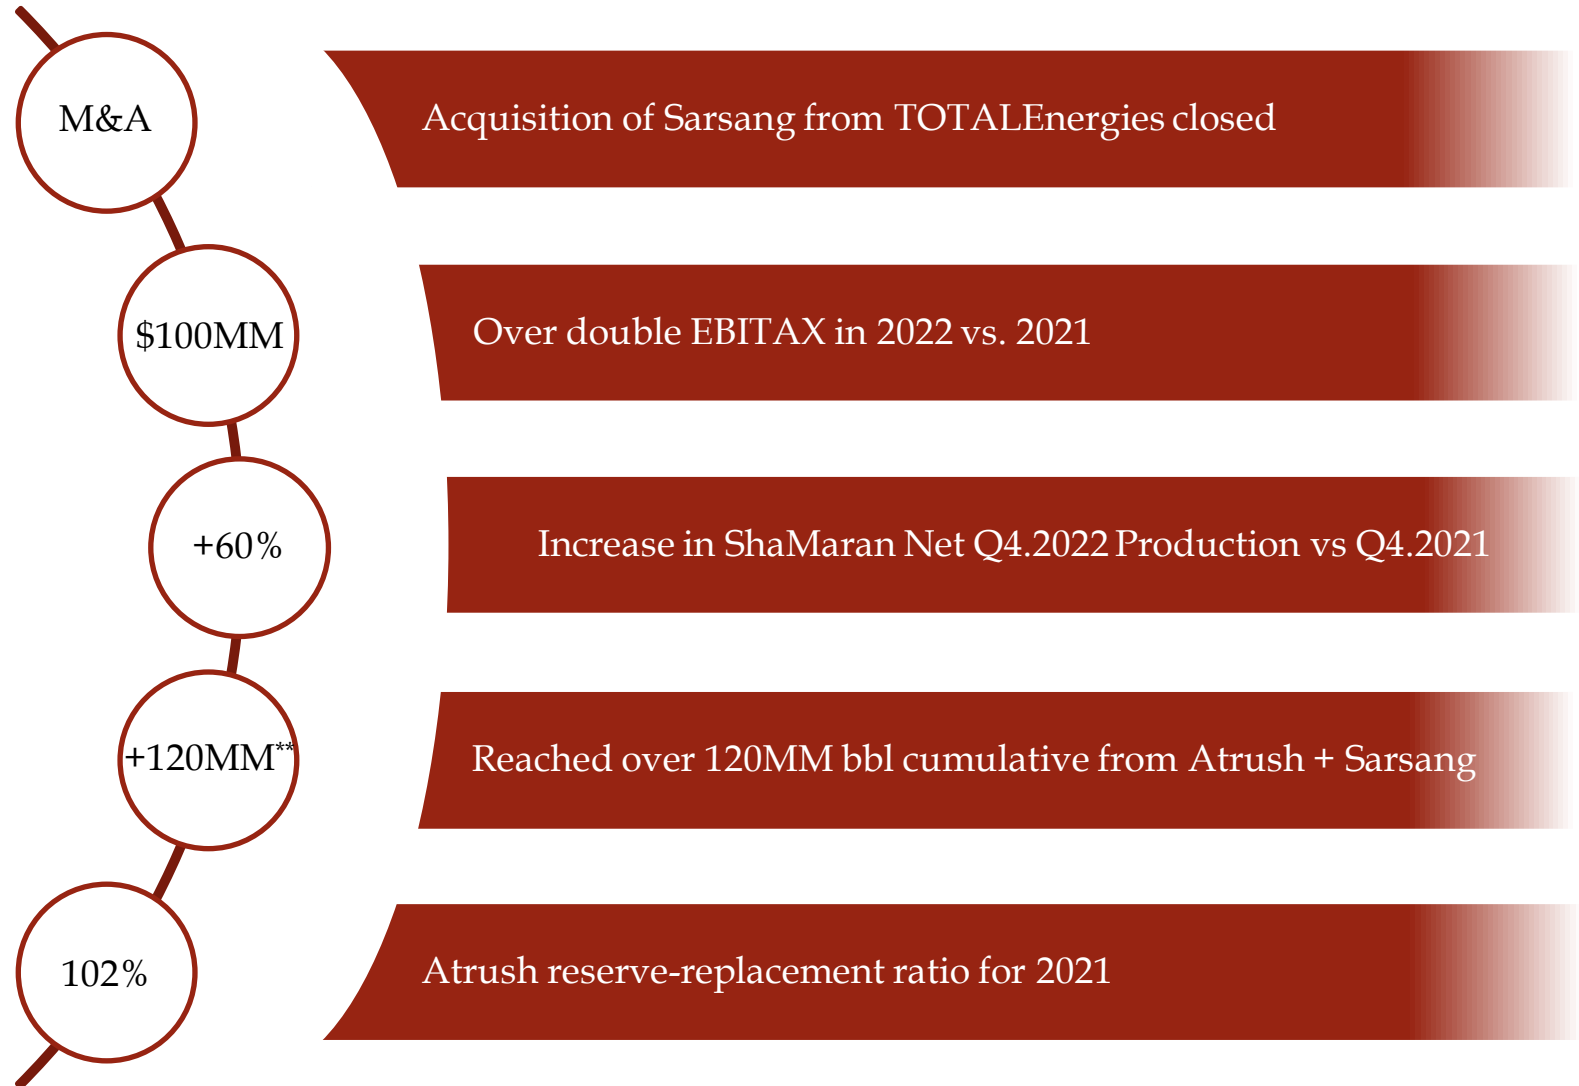 M&A
Acquisition of Sarsang from TOTALEnergies closed
$100MM
Over double EBITAX in 2022 vs. 2021
+60%
Increase in ShaMaran Net Q4.2022 Production vs Q4.2021
+120MM**
Reached over 120MM bbl cumulative from Atrush + Sarsang
102%
Atrush reserve-replacement ratio for 2021